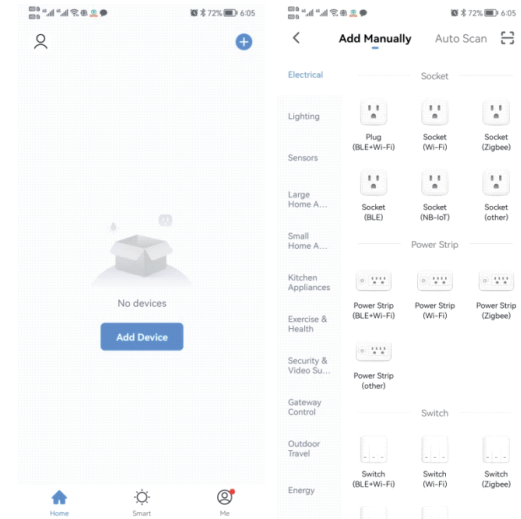 72% 6:05
No devices
Add Device
Home
Smart
Me
72% 6:05
Add Manually
Auto Scan
Electrical
Lighting
Sensors
Large
Home A...
Small
Home A...
Kitchen
Appliances
Exercise &
Health
Security &
Video Su...
Gateway
Control
Outdoor
Travel
Energy
Socket
Plug
(BLE+Wi-Fi)
Socket
(Wi-Fi)
Socket
(Zigbee)
Socket
(BLE)
Socket
(NB-IoT)
Socket
(other)
Power Strip
Power Strip
(BLE+Wi-Fi)
Power Strip
(Wi-Fi)
Power Strip
(Zigbee)
Power Strip
(other)
Switch
Switch
(BLE+Wi-Fi)
Switch
(Wi-Fi)
Switch
(Zigbee)